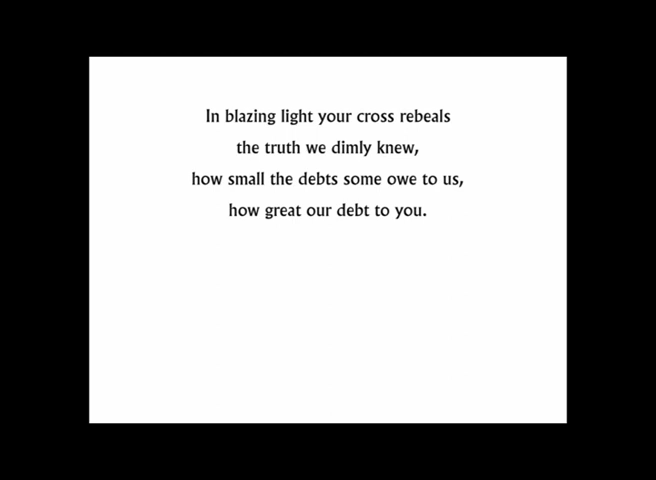 In blazing light your cross rebeals
the truth we dimly knew,
how small the debts some owe to us,
how great our debt to you.